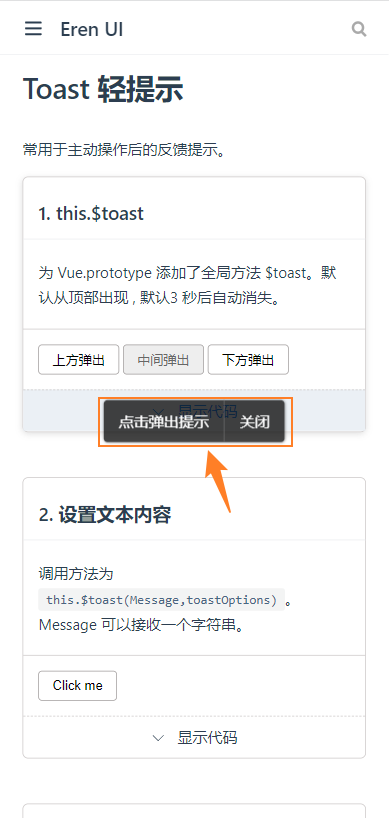 Eren UI
Toast 轻提示
常用于主动操作后的反馈提示。
1. this.$toast
为 Vue.prototype 添加了全局方法 $toast。默
认从顶部出现 , 默认3 秒后自动消失。
上方弹出 中间弹出 下方弹出
显示代码
点击弹出提示 关闭
2. 设置文本内容
调用方法为
this.$toast(Message,toastOptions) 。
Message 可以接收一个字符串。
Click me
显示代码